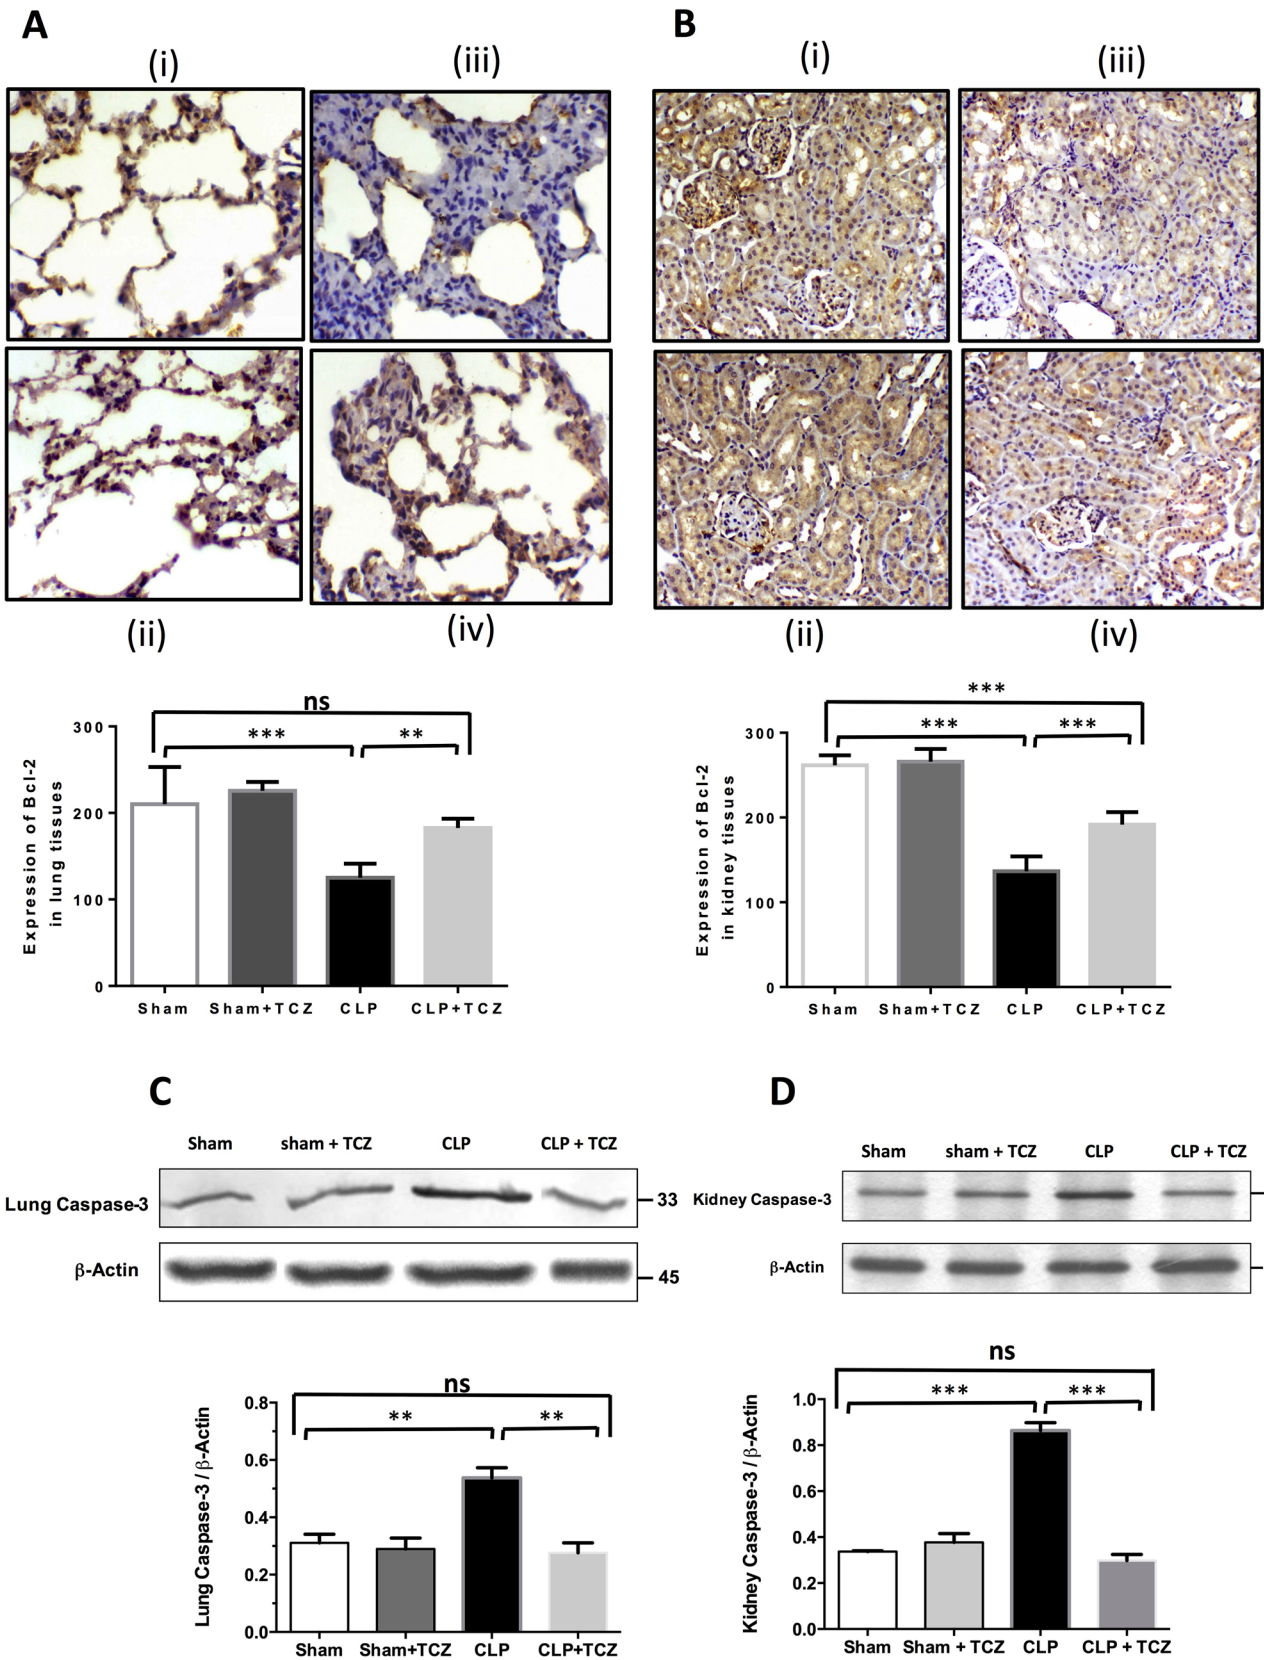 A
B
(i)
(iii)
(i)
(iii)
(ii)
(iv)
(ii)
(iv)
ns
***
**
300
200
100
0
Expression of Bcl-2
in lung tissues
Sham
Sham+TCZ
CLP
CLP+TCZ
***
***
***
300
200
100
0
Expression of Bcl-2
in kidney tissues
Sham
Sham+TCZ
CLP
CLP+TCZ
C
Sham
sham + TCZ
CLP
CLP + TCZ
Lung Caspase-3
33
β-Actin
45
D
Sham
sham + TCZ
CLP
CLP + TCZ
Kidney Caspase-3
β-Actin
ns
**
**
0.8
0.6
0.4
0.2
0.0
Lung Caspase-3 / β-Actin
Sham
Sham+TCZ
CLP
CLP+TCZ
ns
***
***
1.0
0.8
0.6
0.4
0.2
0.0
Kidney Caspase-3 / β-Actin
Sham
Sham + TCZ
CLP
CLP + TCZ